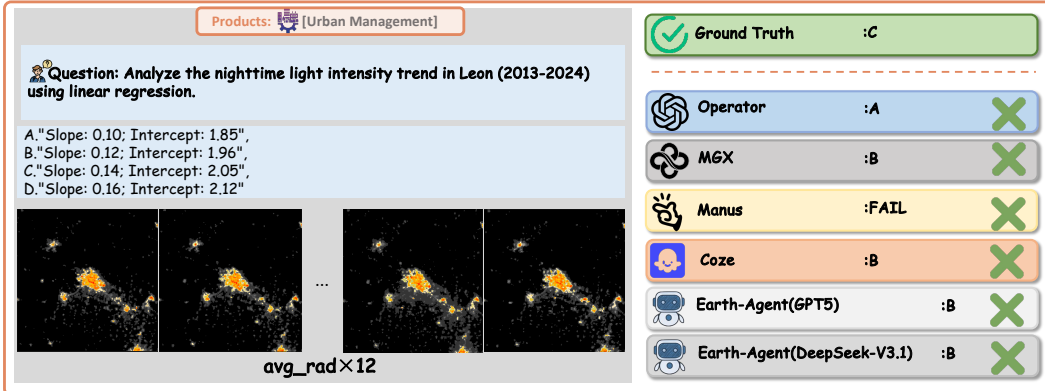 Products: [Urban Management]
Question: Analyze the nighttime light intensity trend in Leon (2013-2024)
using linear regression.
A."Slope: 0.10; Intercept: 1.85",
B."Slope: 0.12; Intercept: 1.96",
C."Slope: 0.14; Intercept: 2.05",
D."Slope: 0.16; Intercept: 2.12"
...
avg_rad×12
Ground Truth :C
Operator :A
MGX :B
Manus :FAIL
Coze :B
Earth-Agent(GPT5) :B
Earth-Agent(DeepSeek-V3.1) :B